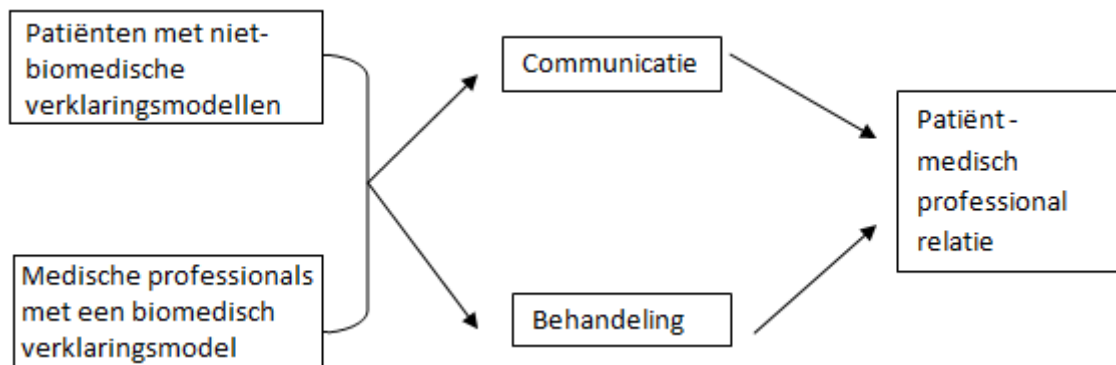 Patiënten met niet-
biomedische
verklaringsmodellen
Medische professionals
met een biomedisch
verklaringsmodel
Communicatie
Behandeling
Patiënt -
medisch
professional
relatie